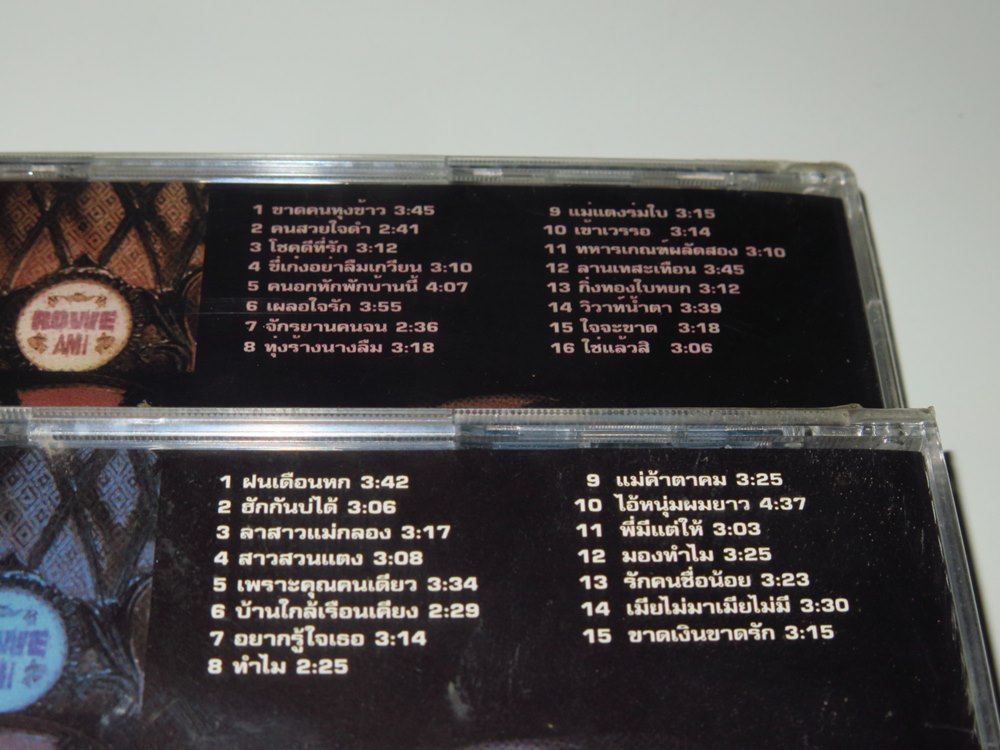 ROWE
AMI
1 ขาดคนหุงข้าว 3:45
2 คนสวยใจดำ 2:41
3 โชคดีที่รัก 3:12
4 ขี่เก๋งอย่าลืมเกวียน 3:10
5 คนอกหักพักบ้านนี้ 4:07
6 เผลอใจรัก 3:55
7 จักรยานคนจน 2:36
8 ทุ่งร้างนางลืม 3:18
9 แม่แตงร่มใบ 3:15
10 เข้าเวรรอ 3:14
11 ทหารเกณฑ์ผลัดสอง 3:10
12 ลานเทสะเทือน 3:45
13 กิ่งทองใบหยก 3:12
14 วิวาห์น้ำตา 3:39
15 ใจจะขาด 3:18
16 ใช่แล้วสิ 3:06
1 ฝนเดือนหก 3:42
2 ฮักกันบ่ได้ 3:06
3 ลาสาวแม่กลอง 3:17
4 สาวสวนแตง 3:08
5 เพราะคุณคนเดียว 3:34
6 บ้านใกล้เรือนเคียง 2:29
7 อยากรู้ใจเธอ 3:14
8 ทำไม 2:25
9 แม่ค้าตาคม 3:25
10 ไอ้หนุ่มผมยาว 4:37
11 พี่มีแต่ให้ 3:03
12 มองทำไม 3:25
13 รักคนชื่อน้อย 3:23
14 เมียไม่มาเมียไม่มี 3:30
15 ขาดเงินขาดรัก 3:15